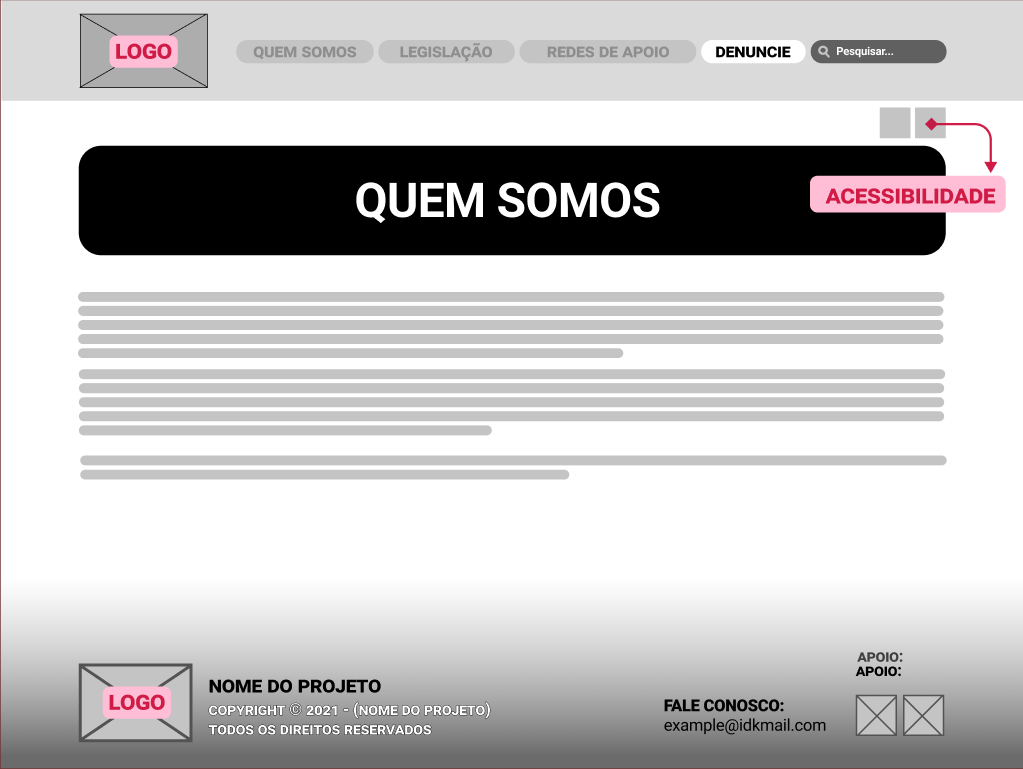 LOGO
QUEM SOMOS
LEGISLAÇÃO
REDES DE APOIO
DENUNCIE
Pesquisar...
QUEM SOMOS
ACESSIBILIDADE
LOGO
NOME DO PROJETO
COPYRIGHT © 2021 - (NOME DO PROJETO)
TODOS OS DIREITOS RESERVADOS
FALE CONOSCO:
example@idkmail.com
APOIO:
APOIO: